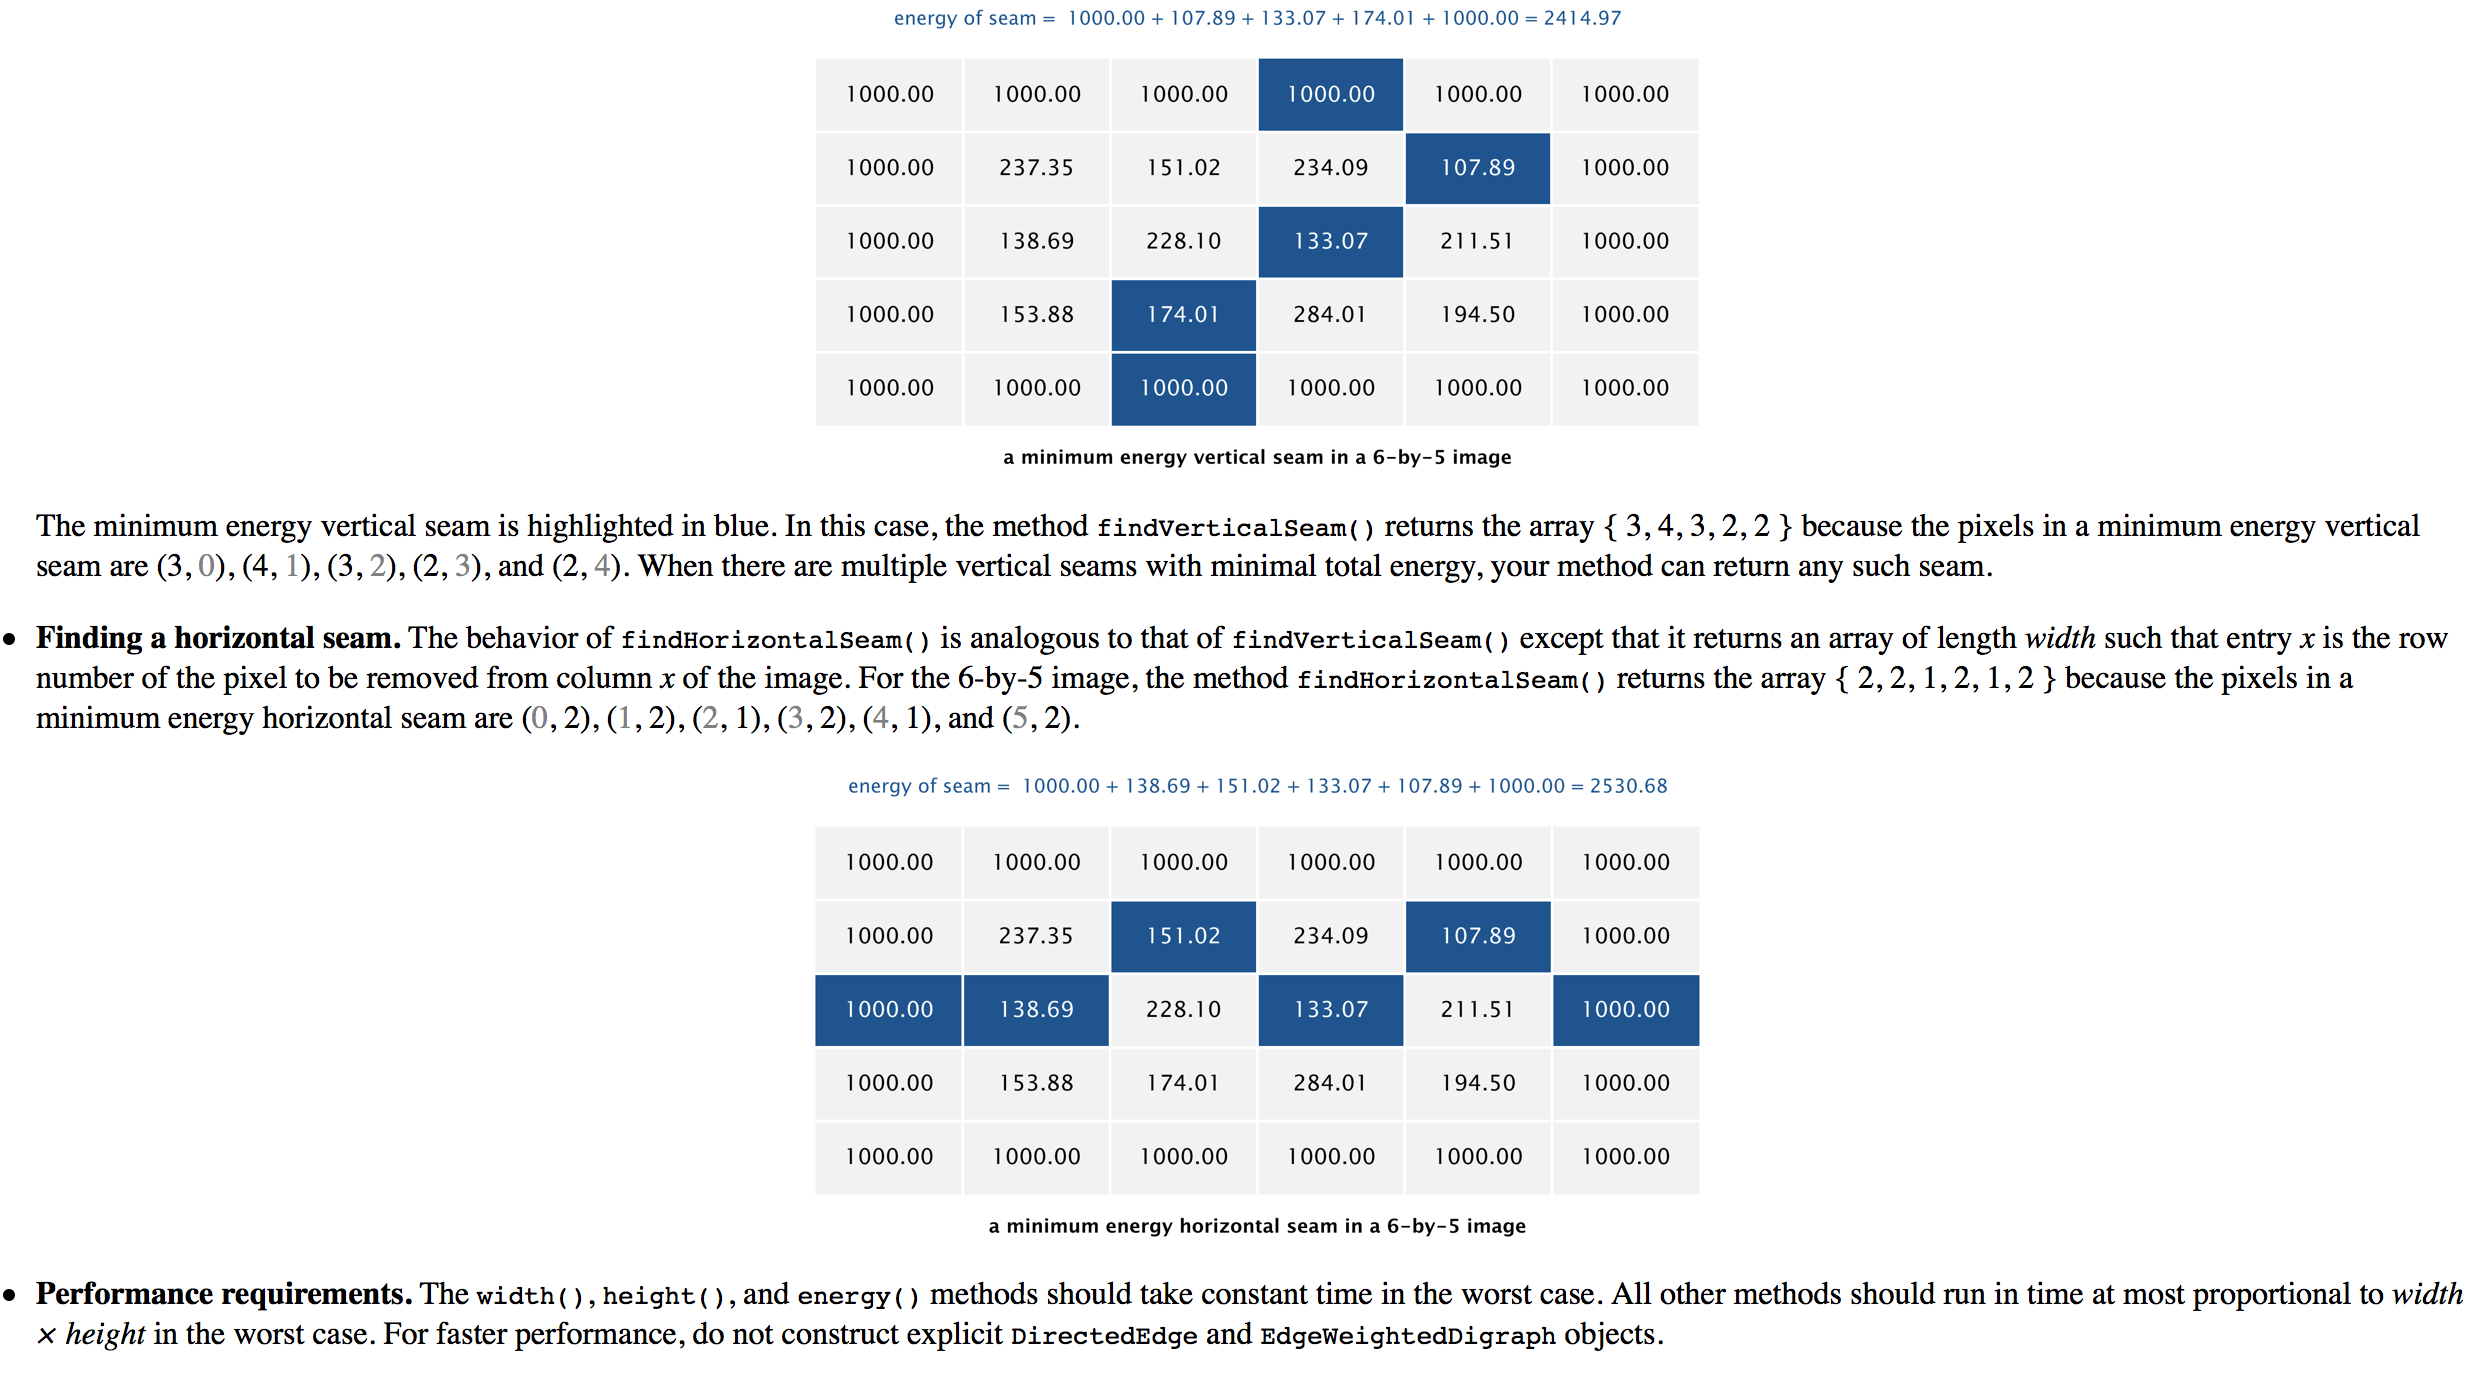 energy of seam = 1000.00 + 107.89 + 133.07 + 174.01 + 1000.00 = 2414.97
1000.00 1000.00 1000.00 1000.00 1000.00 1000.00
1000.00 237.35 151.02 234.09 107.89 1000.00
1000.00 138.69 228.10 133.07 211.51 1000.00
1000.00 153.88 174.01 284.01 194.50 1000.00
1000.00 1000.00 1000.00 1000.00 1000.00 1000.00
a minimum energy vertical seam in a 6-by-5 image
The minimum energy vertical seam is highlighted in blue. In this case, the method findVerticalSeam() returns the array { 3, 4, 3, 2, 2 } because the pixels in a minimum energy vertical
seam are (3, 0), (4, 1), (3, 2), (2, 3), and (2, 4). When there are multiple vertical seams with minimal total energy, your method can return any such seam.
• Finding a horizontal seam. The behavior of findHorizontalSeam() is analogous to that of findVerticalSeam() except that it returns an array of length width such that entry x is the row
number of the pixel to be removed from column x of the image. For the 6-by-5 image, the method findHorizontalSeam() returns the array { 2, 2, 1, 2, 1, 2 } because the pixels in a
minimum energy horizontal seam are (0, 2), (1, 2), (2, 1), (3, 2), (4, 1), and (5, 2).
energy of seam = 1000.00 + 138.69 + 151.02 + 133.07 + 107.89 + 1000.00 = 2530.68
1000.00 1000.00 1000.00 1000.00 1000.00 1000.00
1000.00 237.35 151.02 234.09 107.89 1000.00
1000.00 138.69 228.10 133.07 211.51 1000.00
1000.00 153.88 174.01 284.01 194.50 1000.00
1000.00 1000.00 1000.00 1000.00 1000.00 1000.00
a minimum energy horizontal seam in a 6-by-5 image
• Performance requirements. The width(), height(), and energy() methods should take constant time in the worst case. All other methods should run in time at most proportional to width
× height in the worst case. For faster performance, do not construct explicit DirectedEdge and EdgeWeightedDigraph objects.